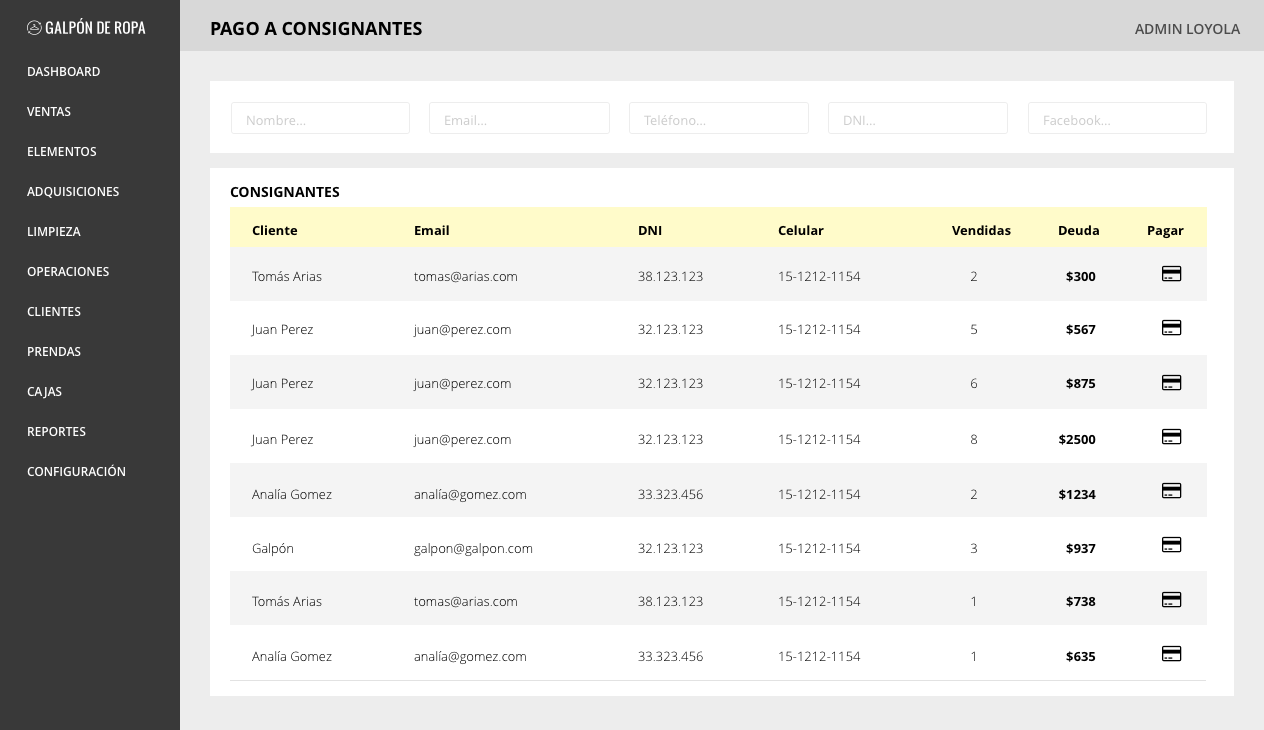 GALPÓN DE ROPA
PAGO A CONSIGNANTES
ADMIN LOYOLA
DASHBOARD
VENTAS
ELEMENTOS
ADQUISICIONES
LIMPIEZA
OPERACIONES
CLIENTES
PRENDAS
CAJAS
REPORTES
CONFIGURACIÓN
Nombre... Email... Teléfono... DNI... Facebook...
CONSIGNANTES
Cliente Email DNI Celular Vendidas Deuda Pagar
Tomás Arias tomas@arias.com 38.123.123 15-1212-1154 2 $300
Juan Perez juan@perez.com 32.123.123 15-1212-1154 5 $567
Juan Perez juan@perez.com 32.123.123 15-1212-1154 6 $875
Juan Perez juan@perez.com 32.123.123 15-1212-1154 8 $2500
Analía Gomez analía@gomez.com 33.323.456 15-1212-1154 2 $1234
Galpón galpon@galpon.com 32.123.123 15-1212-1154 3 $937
Tomás Arias tomas@arias.com 38.123.123 15-1212-1154 1 $738
Analía Gomez analía@gomez.com 33.323.456 15-1212-1154 1 $635